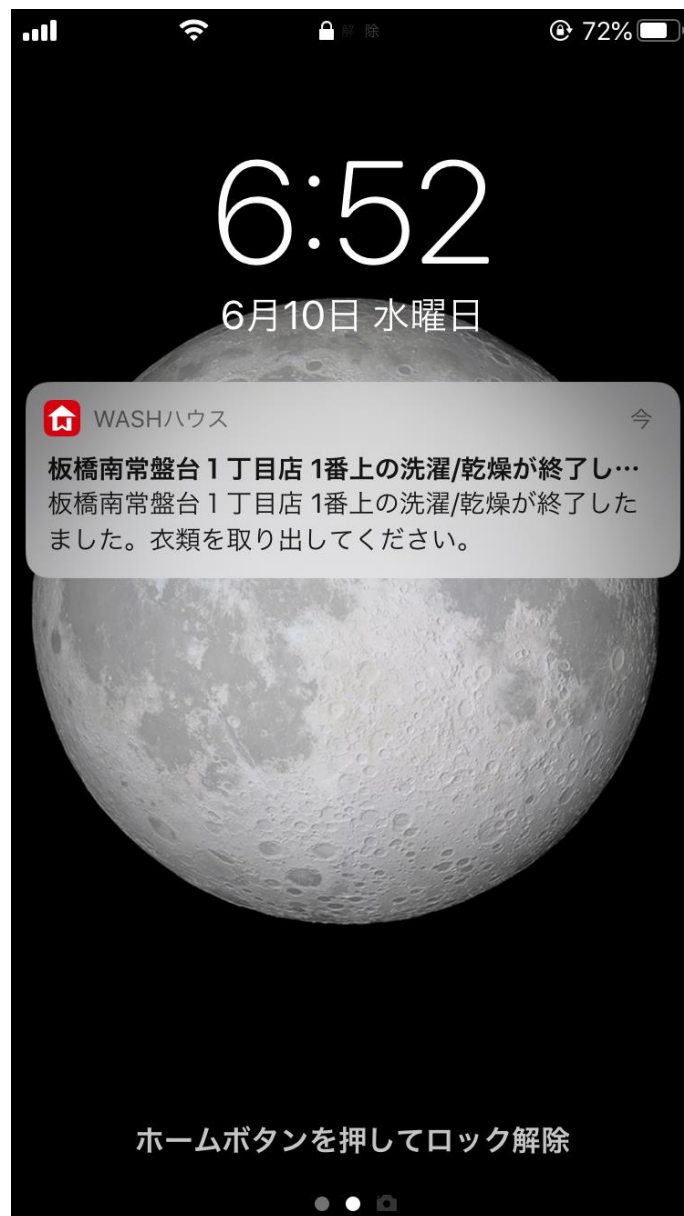 解除
72%
6:52
6月10日 水曜日
WASHハウス
今
板橋南常盤台１丁目店 1番上の洗濯/乾燥が終了し…
板橋南常盤台１丁目店 1番上の洗濯/乾燥が終了した
ました。衣類を取り出してください。
ホームボタンを押してロック解除